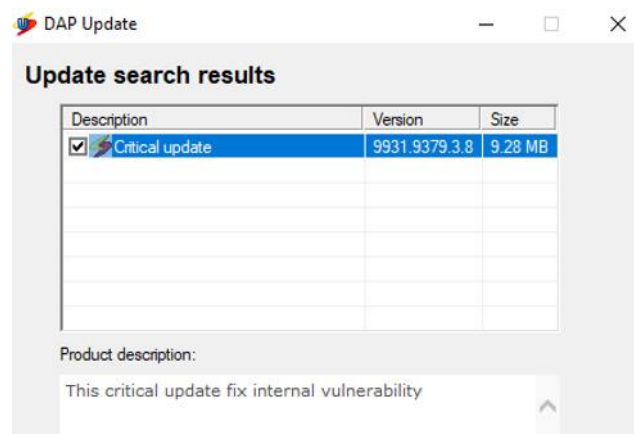 DAP Update
Update search results
Description Version Size
Critical update 9931.9379.3.8 9.28 MB
Product description:
This critical update fix internal vulnerability